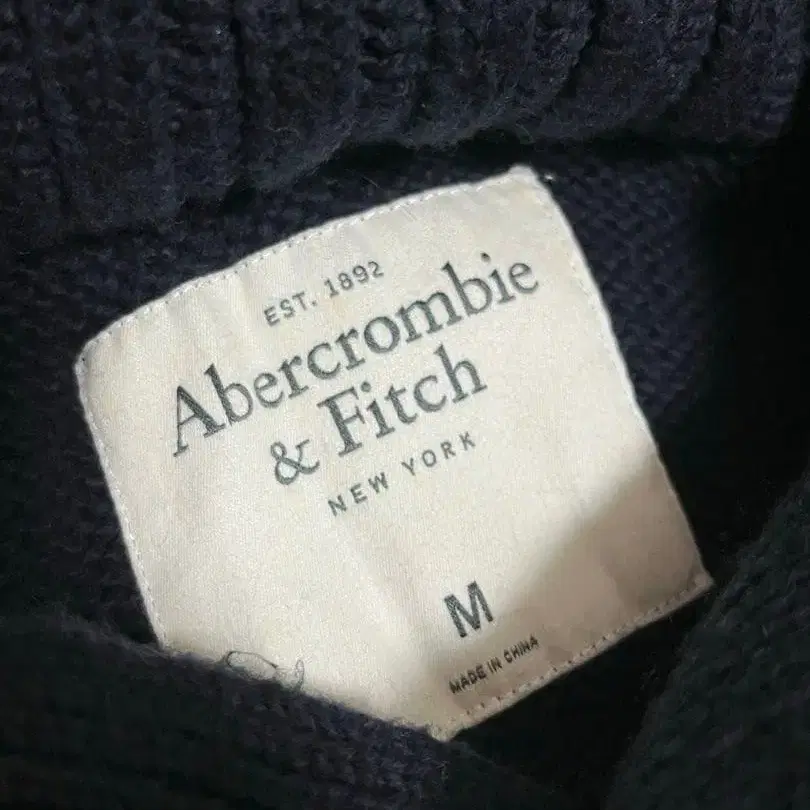 EST. 1892
Abercrombie
& Fitch
NEW YORK
M
MADE IN CHINA